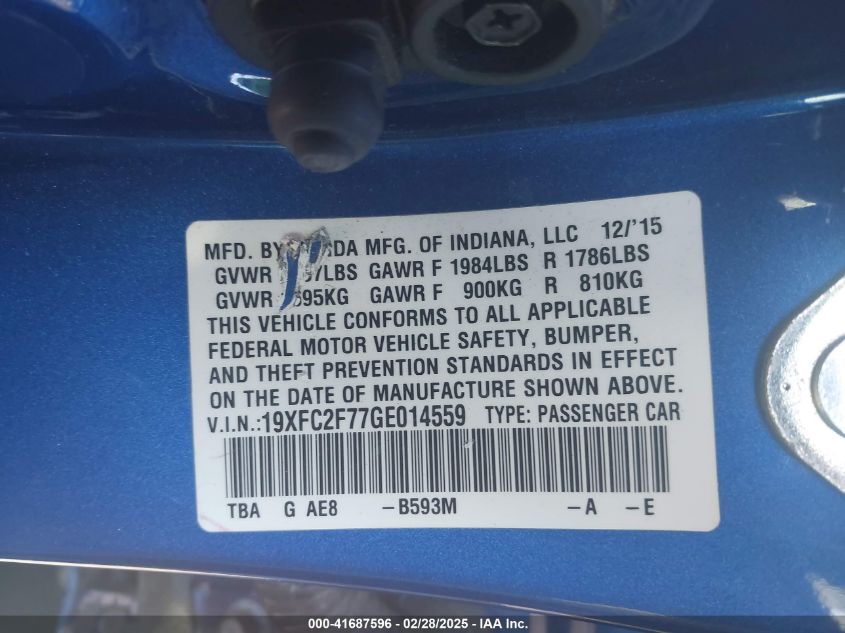 MFD. BY DA MFG. OF INDIANA, LLC 12/'15
GVWR LBS GAWR F 1984LBS R 1786LBS
GVWR 695KG GAWR F 900KG R 810KG
THIS VEHICLE CONFORMS TO ALL APPLICABLE
FEDERAL MOTOR VEHICLE SAFETY, BUMPER,
AND THEFT PREVENTION STANDARDS IN EFFECT
ON THE DATE OF MANUFACTURE SHOWN ABOVE.
V.I.N.:19XFC2F77GE014559 TYPE: PASSENGER CAR
TBA G AE8 -B593M -A -E
000-41687596 - 02/28/2025 - IAA Inc.